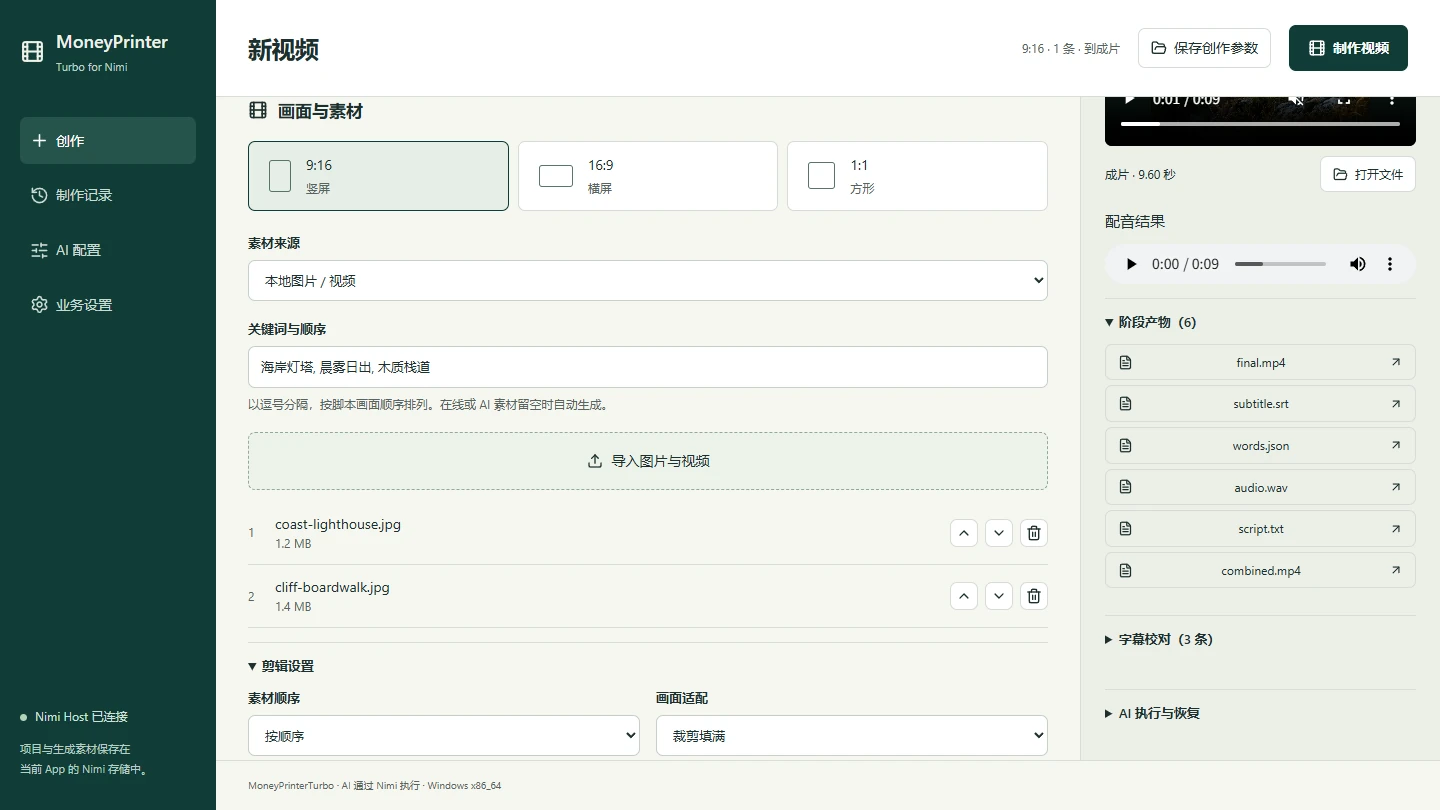 MoneyPrinter
Turbo for Nimi
创作
制作记录
AI 配置
业务设置
Nimi Host 已连接
项目与生成素材保存在
当前 App 的 Nimi 存储中。
新视频
9:16 · 1 条 · 到成片
保存创作参数
制作视频
画面与素材
9:16
竖屏
16:9
横屏
1:1
方形
素材来源
本地图片 / 视频
关键词与顺序
海岸灯塔, 晨雾日出, 木质栈道
以逗号分隔，按脚本画面顺序排列。在线或 AI 素材留空时自动生成。
导入图片与视频
1
coast-lighthouse.jpg
1.2 MB
2
cliff-boardwalk.jpg
1.4 MB
剪辑设置
素材顺序
画面适配
按顺序
裁剪填满
0:01 / 0:09
成片 · 9.60 秒
打开文件
配音结果
0:00 / 0:09
阶段产物（6）
final.mp4
subtitle.srt
words.json
audio.wav
script.txt
combined.mp4
字幕校对（3 条）
AI 执行与恢复
MoneyPrinterTurbo · AI 通过 Nimi 执行 · Windows x86_64